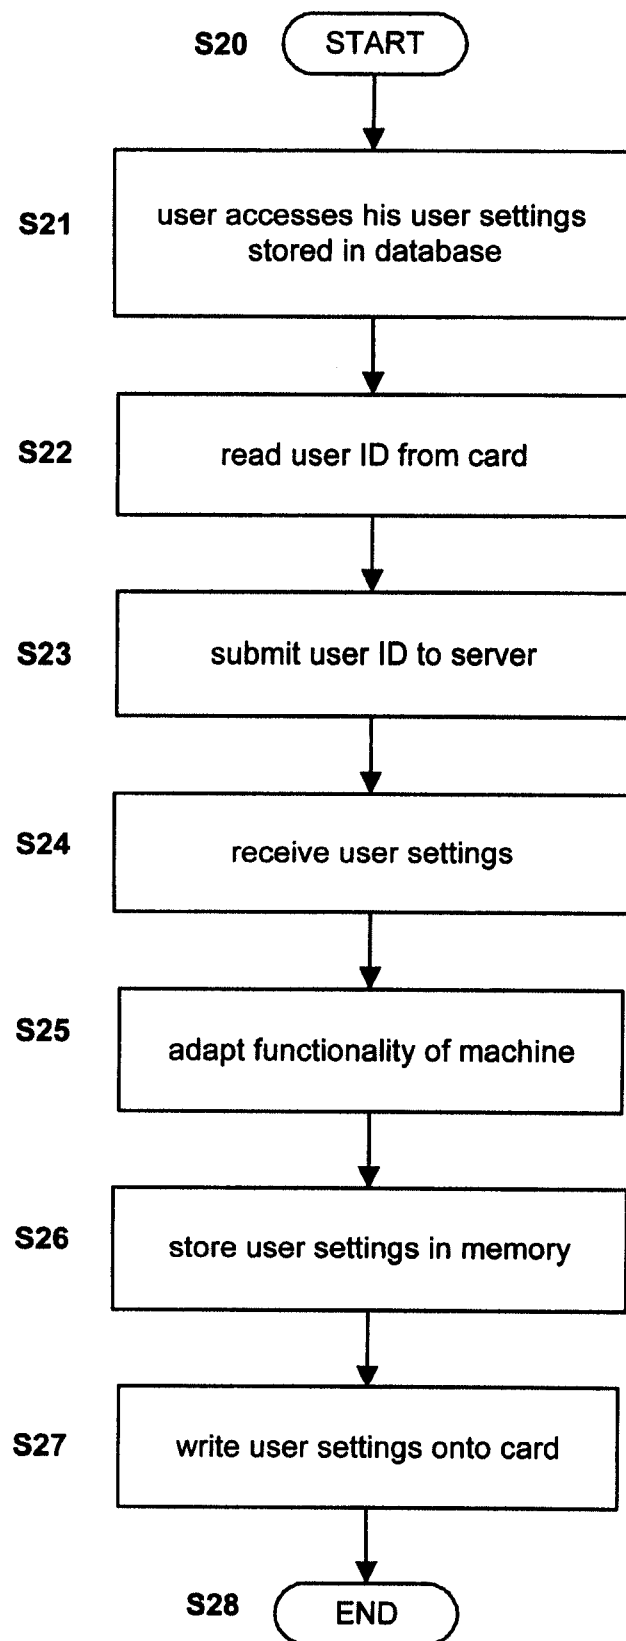 S20 START
S21 user accesses his user settings
stored in database
S22 read user ID from card
S23 submit user ID to server
S24 receive user settings
S25 adapt functionality of machine
S26 store user settings in memory
S27 write user settings onto card
S28 END